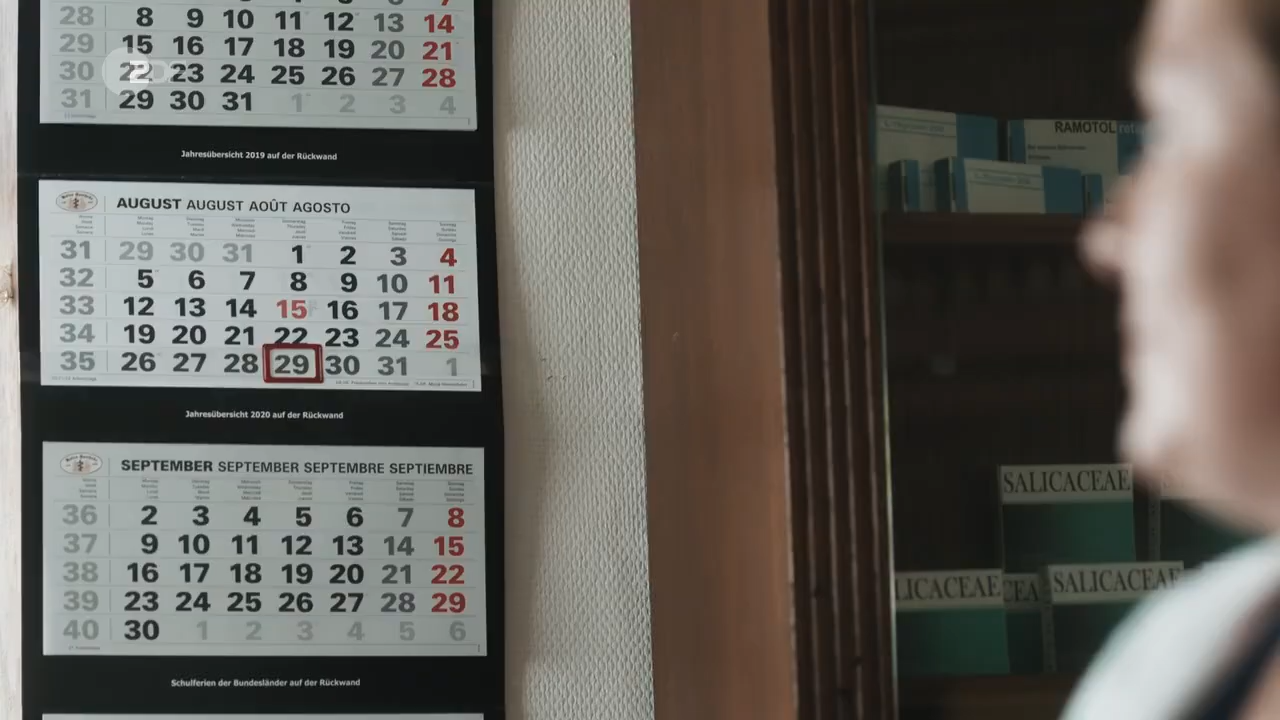 28 8 9 10 11 12 13 14
29 15 16 17 18 19 20 21
30 22 23 24 25 26 27 28
31 29 30 31 1 2 3 4
Jahresübersicht 2019 auf der Rückwand
AUGUST AUGUST AOÛT AGOSTO
31 29 30 31 1 2 3 4
32 5 6 7 8 9 10 11
33 12 13 14 15 16 17 18
34 19 20 21 22 23 24 25
35 26 27 28 29 30 31 1
Jahresübersicht 2020 auf der Rückwand
SEPTEMBER SEPTEMBER SEPTEMBRE SEPTIEMBRE
36 2 3 4 5 6 7 8
37 9 10 11 12 13 14 15
38 16 17 18 19 20 21 22
39 23 24 25 26 27 28 29
40 30 1 2 3 4 5 6
Schulferien der Bundesländer auf der Rückwand
RAMOTOL
SALICACEAE
LICACEAE
CEA
SALICACEAE